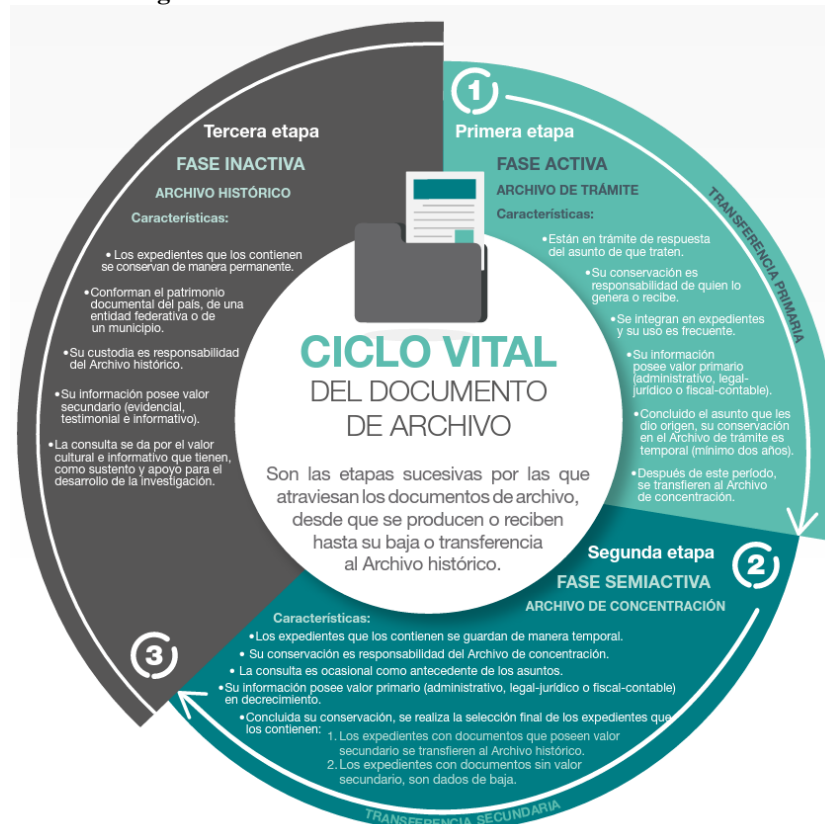 1
Primera etapa
FASE ACTIVA
ARCHIVO DE TRÁMITE
Características:
•Están en trámite de respuesta
del asunto de que traten.
•Su conservación es
responsabilidad de quien lo
genera o recibe.
•Se integran en expedientes
y su uso es frecuente.
•Su información
posee valor primario
(administrativo, legal-
jurídico o fiscal-contable).
•Concluido el asunto que les
dio origen, su conservación
en el Archivo de trámite es
temporal (mínimo dos años).
•Después de este período,
se transfieren al Archivo
de concentración.
TRANSFERENCIA PRIMARIA
CICLO VITAL
DEL DOCUMENTO
DE ARCHIVO
Son las etapas sucesivas por las que
atraviesan los documentos de archivo,
desde que se producen o reciben
hasta su baja o transferencia
al Archivo histórico.
2
Segunda etapa
FASE SEMIACTIVA
ARCHIVO DE CONCENTRACIÓN
Características:
•Los expedientes que los contienen se guardan de manera temporal.
• Su conservación es responsabilidad del Archivo de concentración.
• La consulta es ocasional como antecedente de los asuntos.
•Su información posee valor primario (administrativo, legal-jurídico o fiscal-contable)
en decrecimiento.
•Concluida su conservación, se realiza la selección final de los expedientes que
los contienen:
1. Los expedientes con documentos que poseen valor
secundario se transfieren al Archivo histórico.
2. Los expedientes con documentos sin valor
secundario, son dados de baja.
TRANSFERENCIA SECUNDARIA
3
Tercera etapa
FASE INACTIVA
ARCHIVO HISTÓRICO
Características:
• Los expedientes que los contienen
se conservan de manera permanente.
•Conforman el patrimonio
documental del país, de una
entidad federativa o de
un municipio.
•Su custodia es responsabilidad
del Archivo histórico.
•Su información posee valor
secundario (evidencial,
testimonial e informativo).
•La consulta se da por el valor
cultural e informativo que tienen,
como sustento y apoyo para el
desarrollo de la investigación.